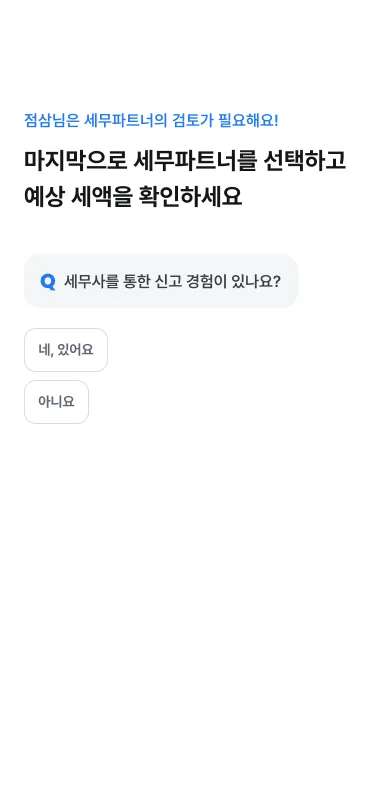 점삼님은 세무파트너의 검토가 필요해요!
마지막으로 세무파트너를 선택하고
예상 세액을 확인하세요
Q 세무사를 통한 신고 경험이 있나요?
네, 있어요
아니요